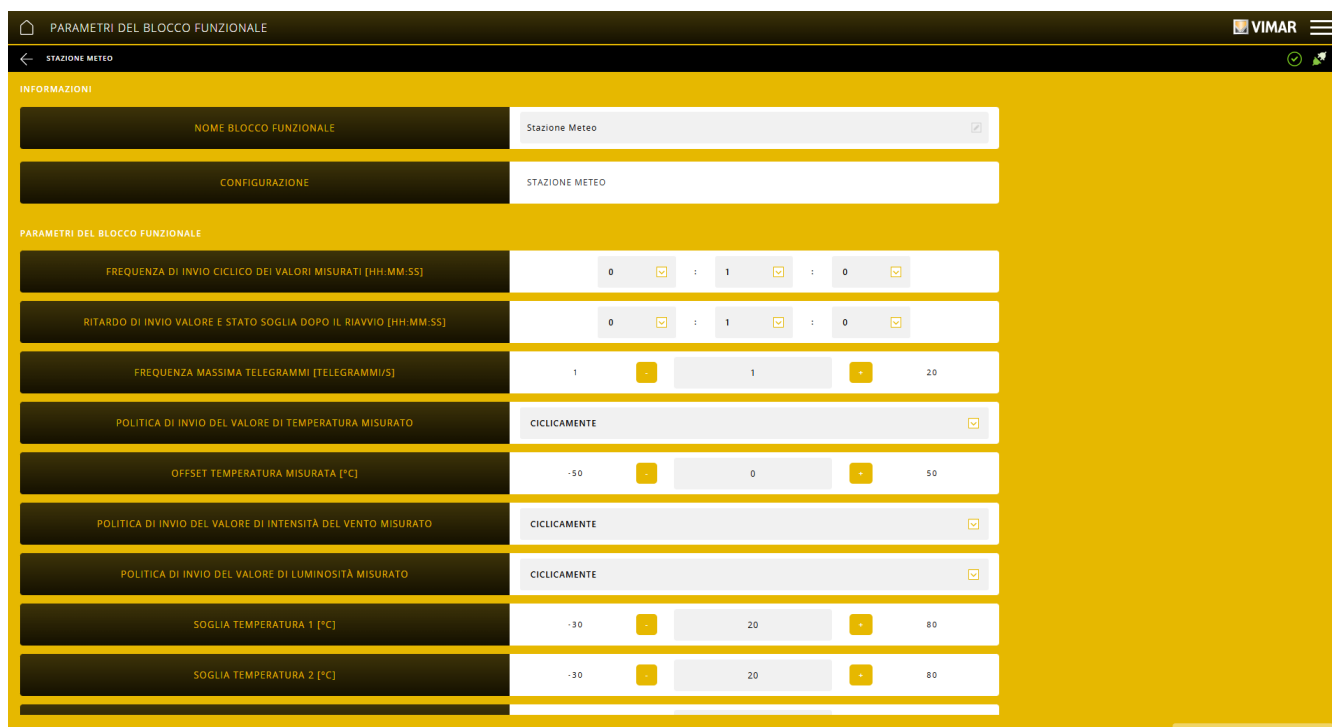 PARAMETRI DEL BLOCCO FUNZIONALE
VIMAR
STAZIONE METEO
INFORMAZIONI
NOME BLOCCO FUNZIONALE
Stazione Meteo
CONFIGURAZIONE
STAZIONE METEO
PARAMETRI DEL BLOCCO FUNZIONALE
FREQUENZA DI INVIO CICLICO DEI VALORI MISURATI [HH:MM:SS]
0 : 1 : 0
RITARDO DI INVIO VALORE E STATO SOGLIA DOPO IL RIAVVIO [HH:MM:SS]
0 : 1 : 0
FREQUENZA MASSIMA TELEGRAMMI [TELEGRAMMI/S]
1 - 1 + 20
POLITICA DI INVIO DEL VALORE DI TEMPERATURA MISURATO
CICLICAMENTE
OFFSET TEMPERATURA MISURATA [°C]
-50 - 0 + 50
POLITICA DI INVIO DEL VALORE DI INTENSITÀ DEL VENTO MISURATO
CICLICAMENTE
POLITICA DI INVIO DEL VALORE DI LUMINOSITÀ MISURATO
CICLICAMENTE
SOGLIA TEMPERATURA 1 [°C]
-30 - 20 + 80
SOGLIA TEMPERATURA 2 [°C]
-30 - 20 + 80